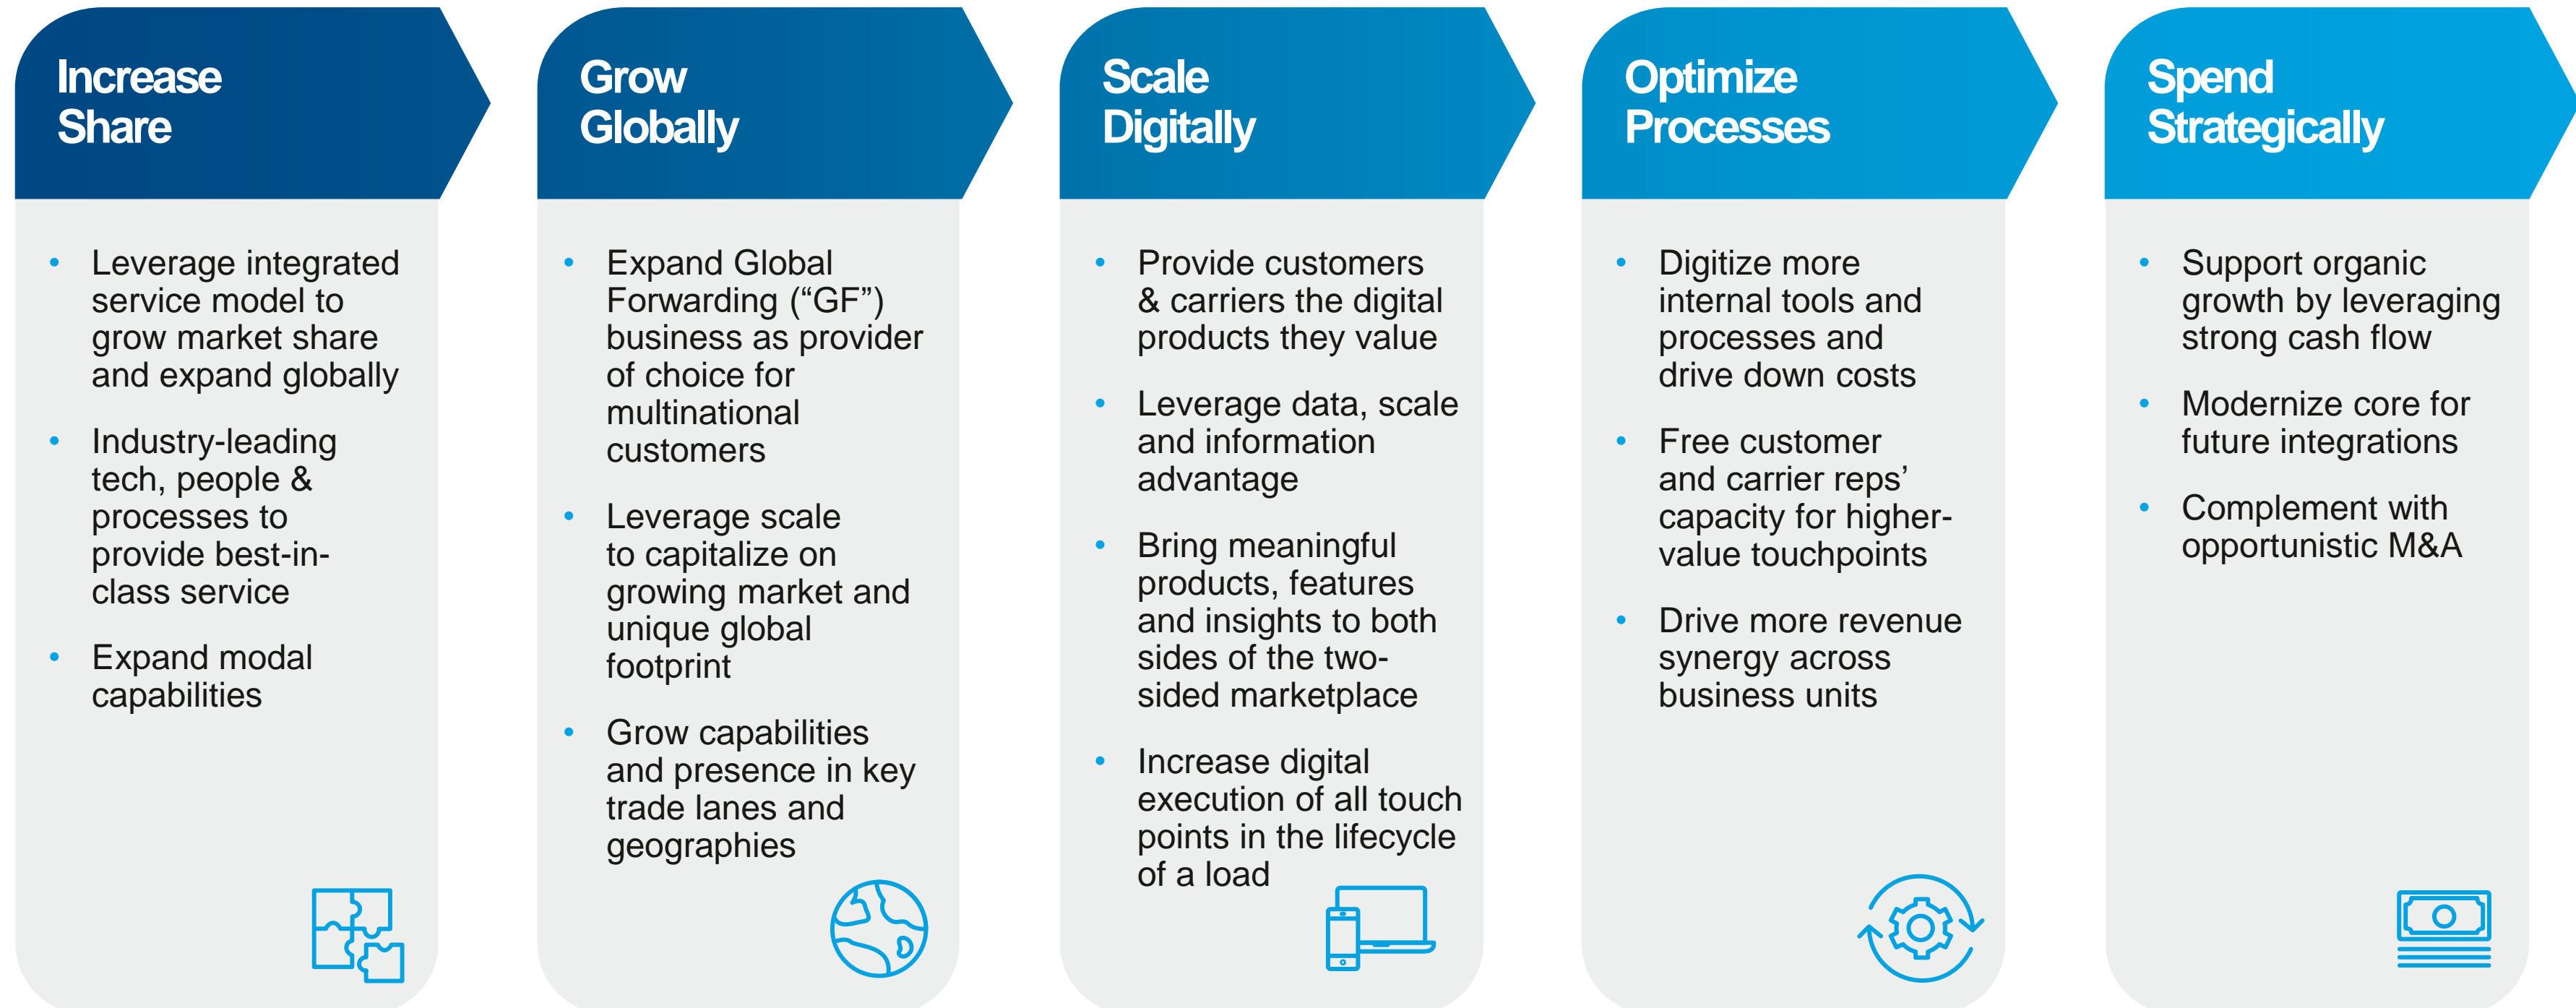 Increase
Share
• Leverage integrated
service model to
grow market share
and expand globally
• Industry-leading
tech, people &
processes to
provide best-in-
class service
• Expand modal
capabilities
Grow
Globally
• Expand Global
Forwarding (“GF”)
business as provider
of choice for
multinational
customers
• Leverage scale
to capitalize on
growing market and
unique global
footprint
• Grow capabilities
and presence in key
trade lanes and
geographies
Scale
Digitally
• Provide customers
& carriers the digital
products they value
• Leverage data, scale
and information
advantage
• Bring meaningful
products, features
and insights to both
sides of the two-
sided marketplace
• Increase digital
execution of all touch
points in the lifecycle
of a load
Optimize
Processes
• Digitize more
internal tools and
processes and
drive down costs
• Free customer
and carrier reps’
capacity for higher-
value touchpoints
• Drive more revenue
synergy across
business units
Spend
Strategically
• Support organic
growth by leveraging
strong cash flow
• Modernize core for
future integrations
• Complement with
opportunistic M&A